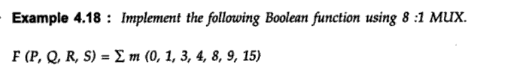 Example 4.18 : Implement the following Boolean function using 8 :1 MUX.
F (P, Q, R, S) = Σ m (0, 1, 3, 4, 8, 9, 15)